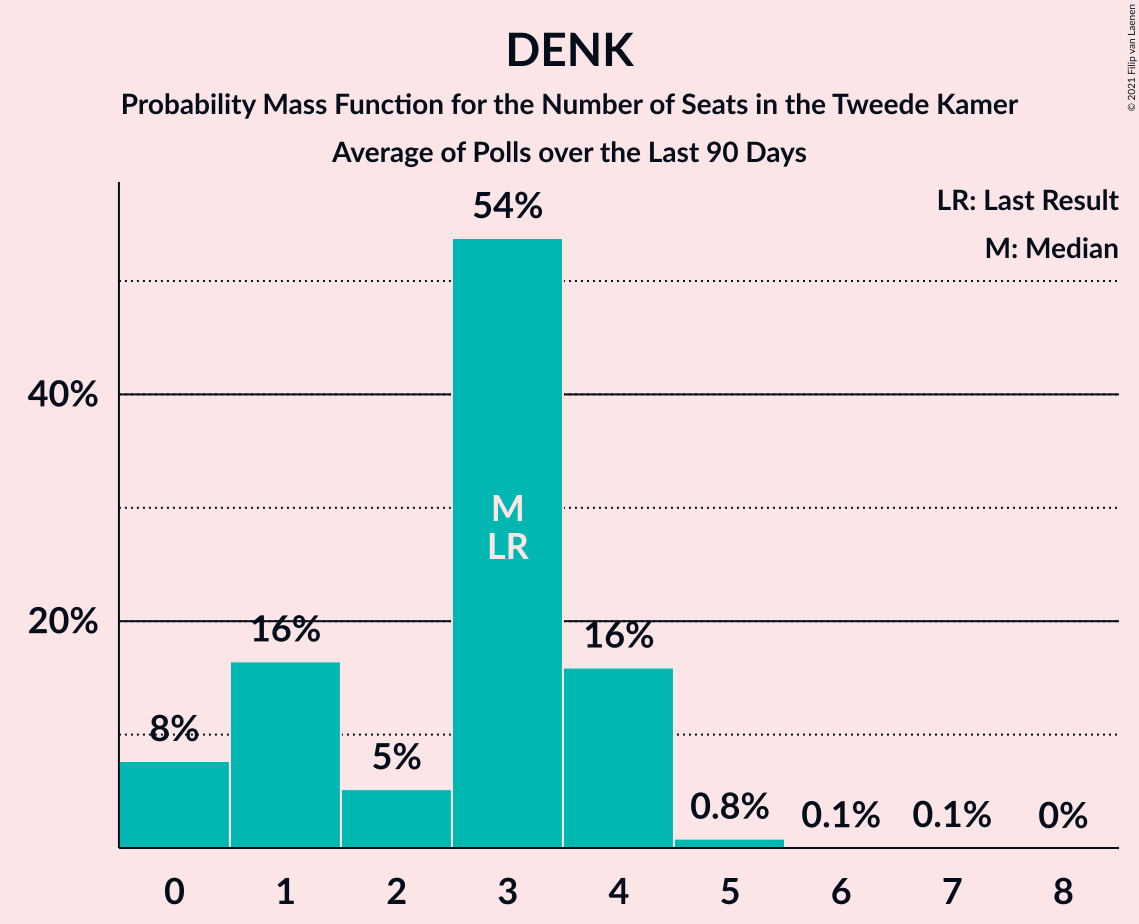 DENK
Probability Mass Function for the Number of Seats in the Tweede Kamer
Average of Polls over the Last 90 Days
© 2021 Filip van Laenen
LR: Last Result
M: Median
54%
40%
M
LR
20%
16%
16%
8%
5%
0.8%
0.1%
0.1%
0%
0 1 2 3 4 5 6 7 8